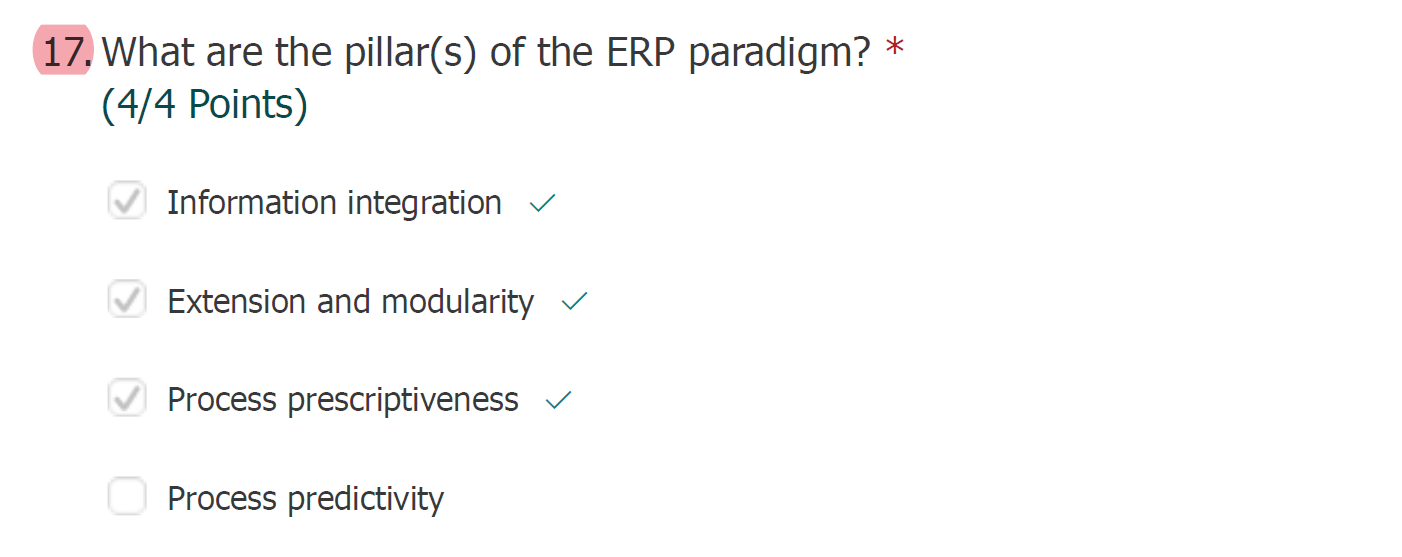 17. What are the pillar(s) of the ERP paradigm? *
(4/4 Points)
Information integration
Extension and modularity
Process prescriptiveness
Process predictivity